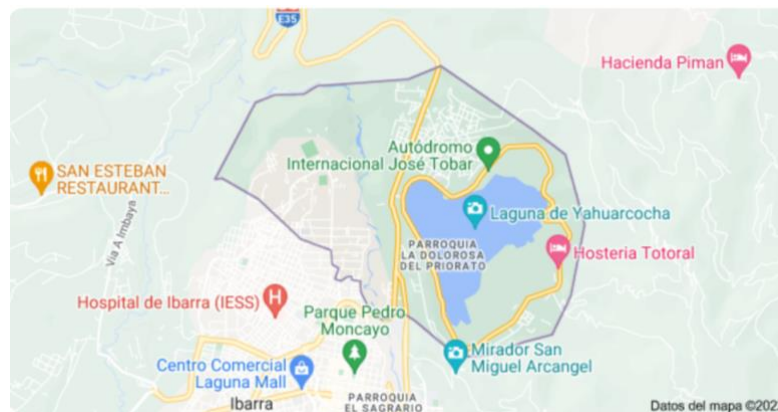 E35
Hacienda Piman
Autódromo
Internacional José Tobar
SAN ESTEBAN
RESTAURANT...
Laguna de Yahuarcocha
Vía A Imbaya
PARROQUIA
LA DOLOROSA
DEL PRIORATO
Hosteria Totoral
Hospital de Ibarra (IESS)
Parque Pedro
Moncayo
Centro Comercial
Laguna Mall
Mirador San
Miguel Arcangel
Ibarra
PARROQUIA
EL SAGRARIO
Datos del mapa ©202